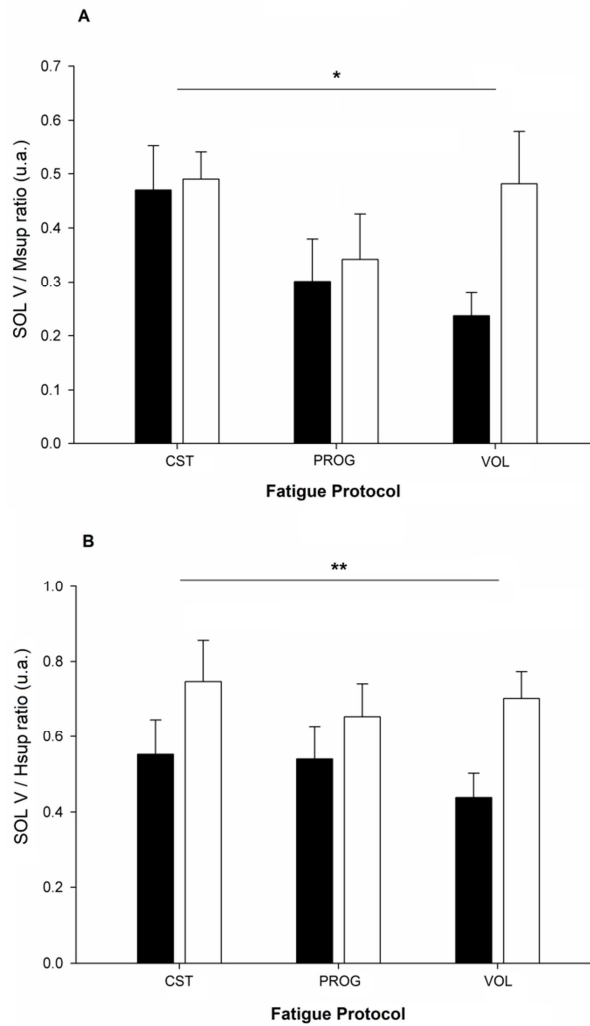 A
*
0.7
0.6
0.5
0.4
0.3
0.2
0.1
0.0
SOL V / Msup ratio (u.a.)
CST PROG VOL
Fatigue Protocol
B
**
1.0
0.8
0.6
0.4
0.2
0.0
SOL V / Hsup ratio (u.a.)
CST PROG VOL
Fatigue Protocol